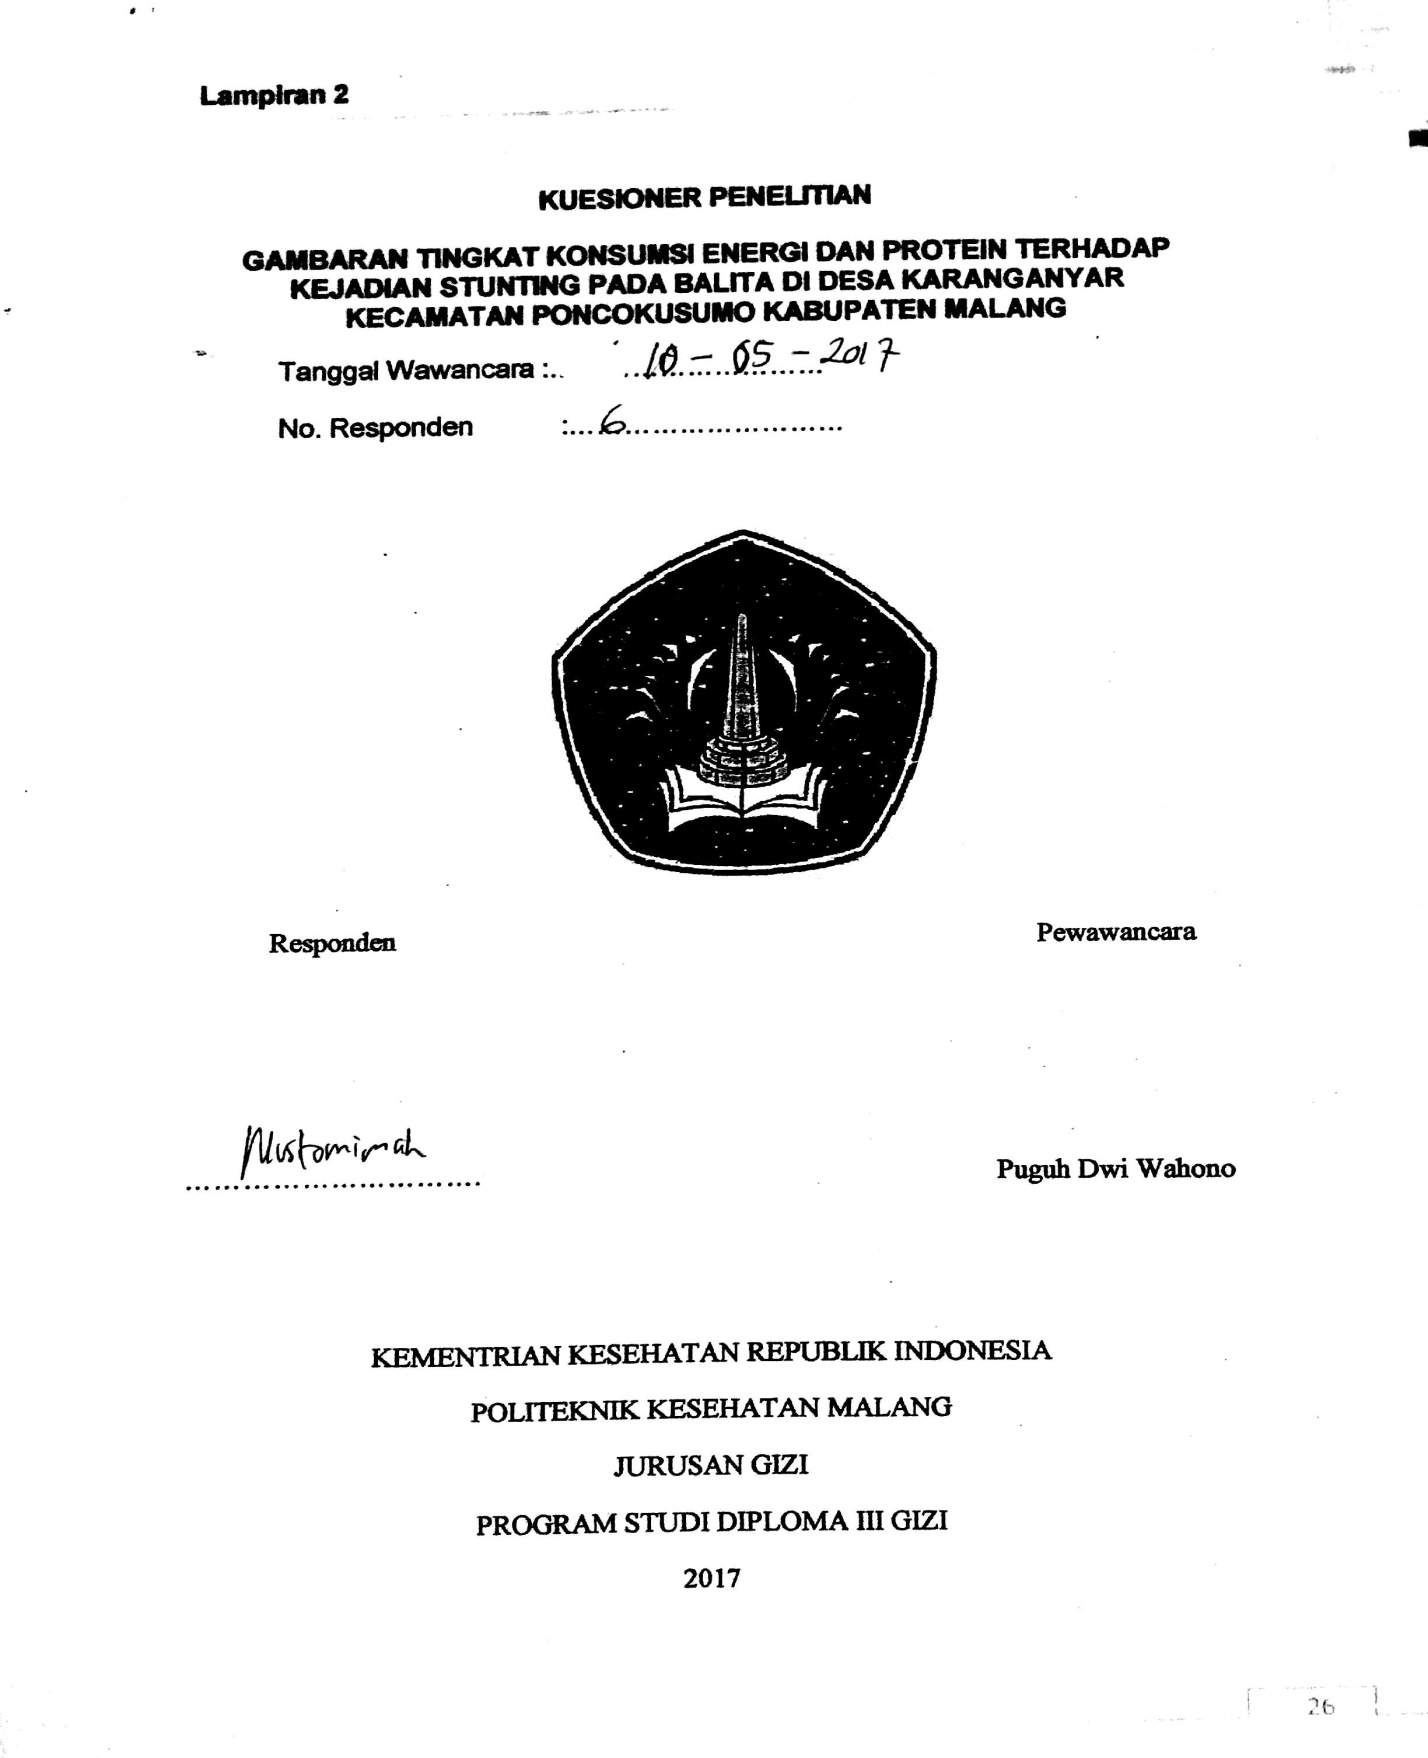 Lampiran 2
KUESIONER PENELITIAN
GAMBARAN TINGKAT KONSUMSI ENERGI DAN PROTEIN TERHADAP
KEJADIAN STUNTING PADA BALITA DI DESA KARANGANYAR
KECAMATAN PONCOKUSUMO KABUPATEN MALANG
Tanggal Wawancara :.. 10 - 05 - 2017
No. Responden :...6........................
Responden Pewawancara
Mustomimah
Puguh Dwi Wahono
KEMENTRIAN KESEHATAN REPUBLIK INDONESIA
POLITEKNIK KESEHATAN MALANG
JURUSAN GIZI
PROGRAM STUDI DIPLOMA III GIZI
2017
26